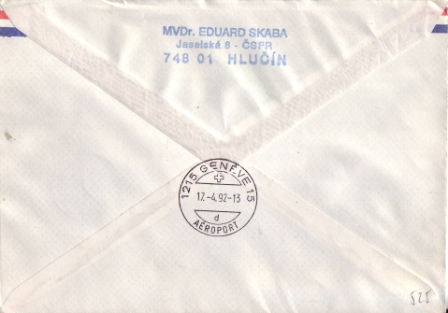 MVDr. EDUARD SKABA
Jaselská 8 - ČSFR
748 01 HLUČÍN
1215 GENÈVE 15
17.-4.92-13
d
AÉROPORT
525